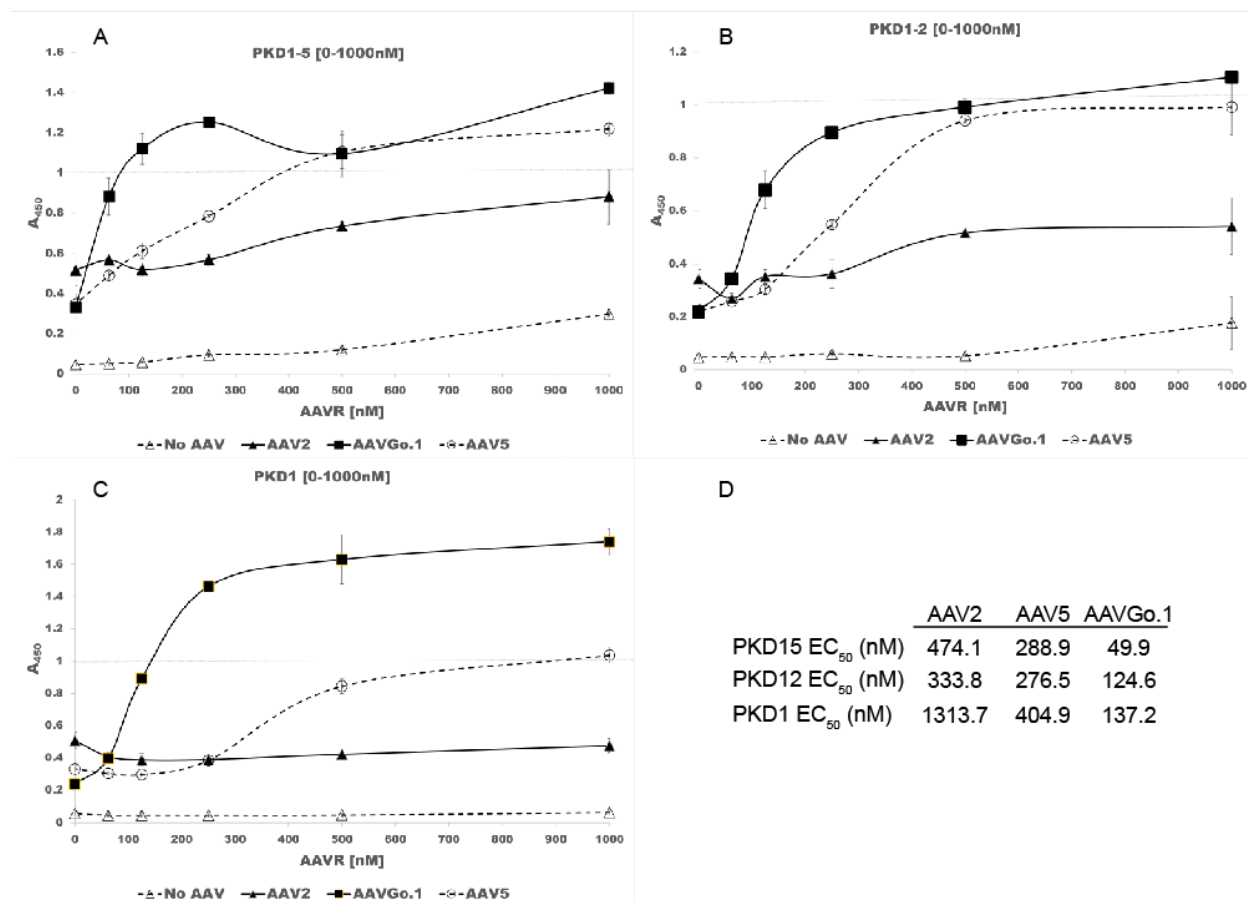 A
PKD1-5 [0-1000nM]
1.6
1.4
1.2
1
0.8
0.6
0.4
0.2
0
A450
0 100 200 300 400 500 600 700 800 900 1000
AAVR [nM]
No AAV AAV2 AAVGo.1 AAV5
B
PKD1-2 [0-1000nM]
1.2
1
0.8
0.6
0.4
0.2
0
A450
0 100 200 300 400 500 600 700 800 900 1000
AAVR [nM]
No AAV AAV2 AAVGo.1 AAV5
C
PKD1 [0-1000nM]
2
1.8
1.6
1.4
1.2
1
0.8
0.6
0.4
0.2
0
A450
0 100 200 300 400 500 600 700 800 900 1000
AAVR [nM]
No AAV AAV2 AAVGo.1 AAV5
D
AAV2 AAV5 AAVGo.1
PKD15 EC50 (nM) 474.1 288.9 49.9
PKD12 EC50 (nM) 333.8 276.5 124.6
PKD1 EC50 (nM) 1313.7 404.9 137.2